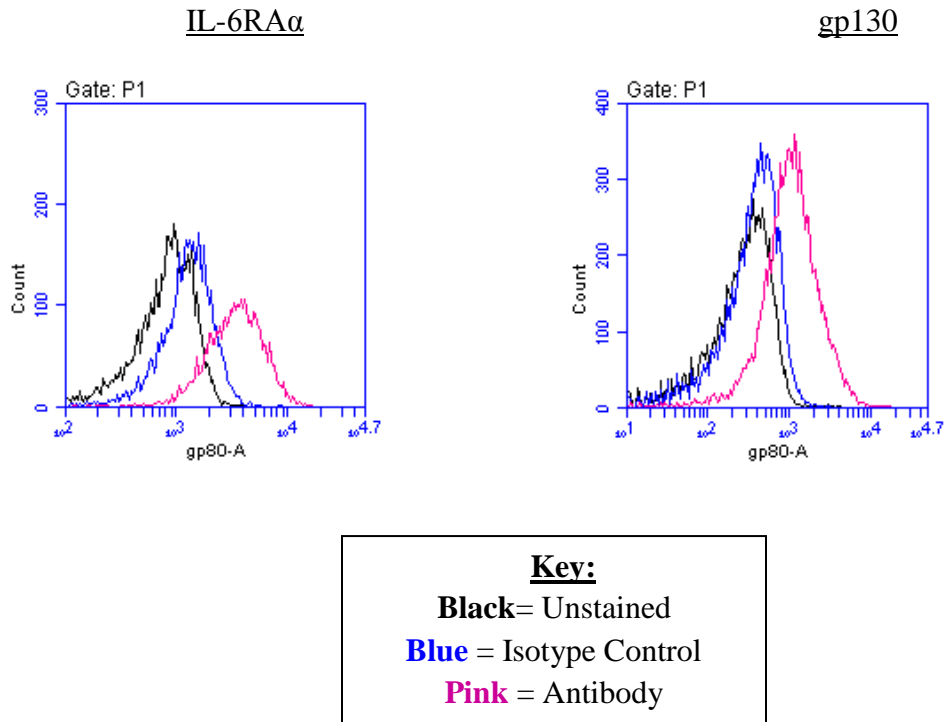 IL-6RAα
gp130
Gate: P1
300
200
100
0
Count
10^2
10^3
10^4
10^4.7
gp80-A
Gate: P1
400
300
200
100
0
Count
10^1
10^2
10^3
10^4
10^4.7
gp80-A
Key:
Black= Unstained
Blue = Isotype Control
Pink = Antibody